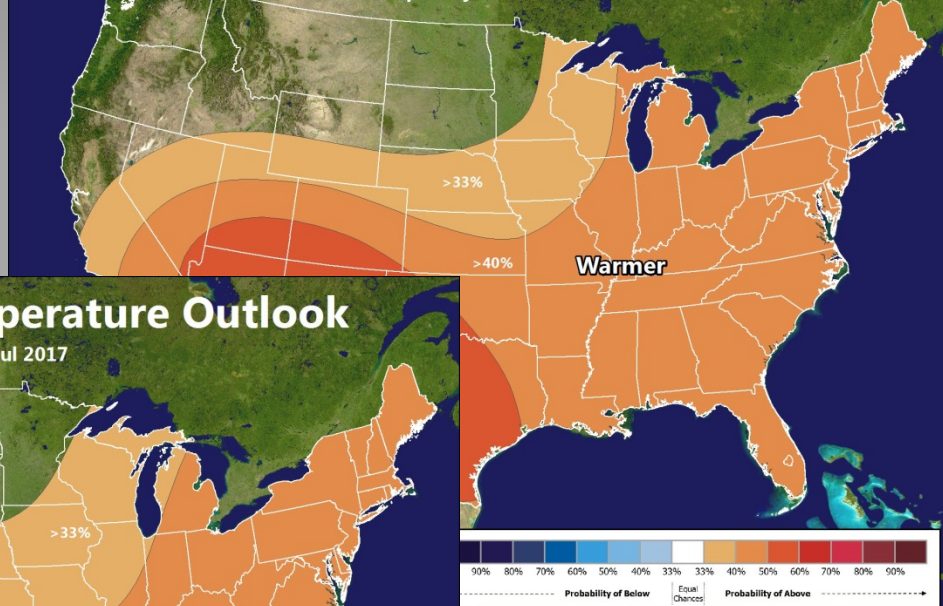 >33%
>40%
Warmer
perature Outlook
ul 2017
>33%
90% 80% 70% 60% 50% 40% 33% 33% 40% 50% 60% 70% 80% 90%
Probability of Below Equal Chances Probability of Above